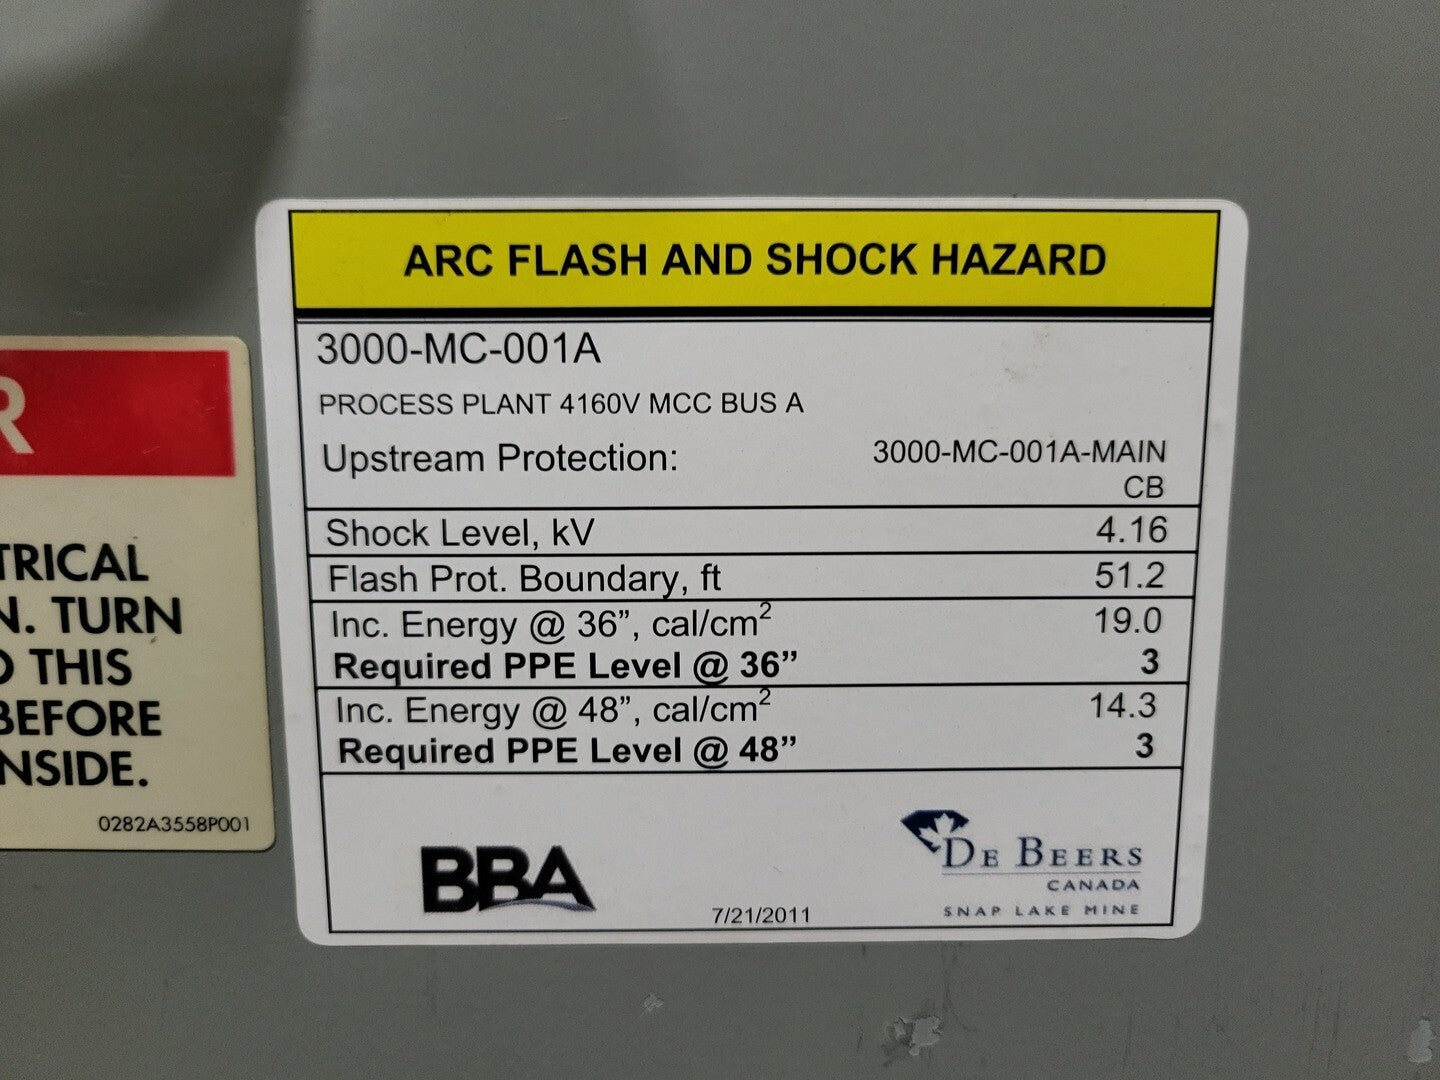 R
TRICAL
N. TURN
THIS
BEFORE
NSIDE.
0282A3558P001
ARC FLASH AND SHOCK HAZARD
3000-MC-001A
PROCESS PLANT 4160V MCC BUS A
Upstream Protection: 3000-MC-001A-MAIN
CB
Shock Level, kV 4.16
Flash Prot. Boundary, ft 51.2
Inc. Energy @ 36”, cal/cm² 19.0
Required PPE Level @ 36” 3
Inc. Energy @ 48”, cal/cm² 14.3
Required PPE Level @ 48” 3
BBA
7/21/2011
DE BEERS
CANADA
SNAP LAKE MINE